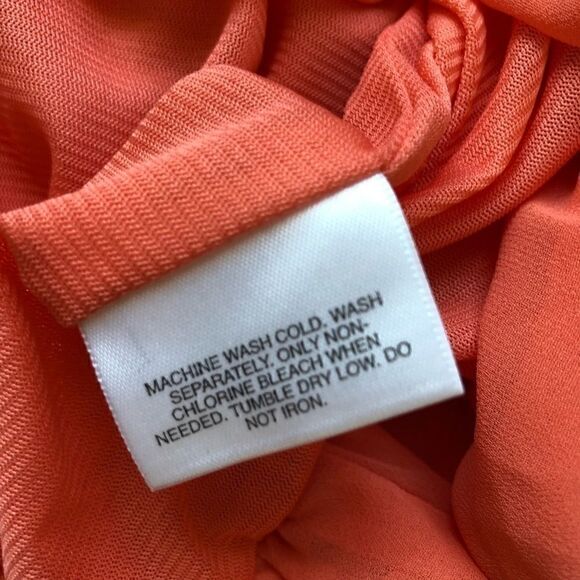 MACHINE WASH COLD. WASH
SEPARATELY. ONLY NON-
CHLORINE BLEACH WHEN
NEEDED. TUMBLE DRY LOW. DO
NOT IRON.